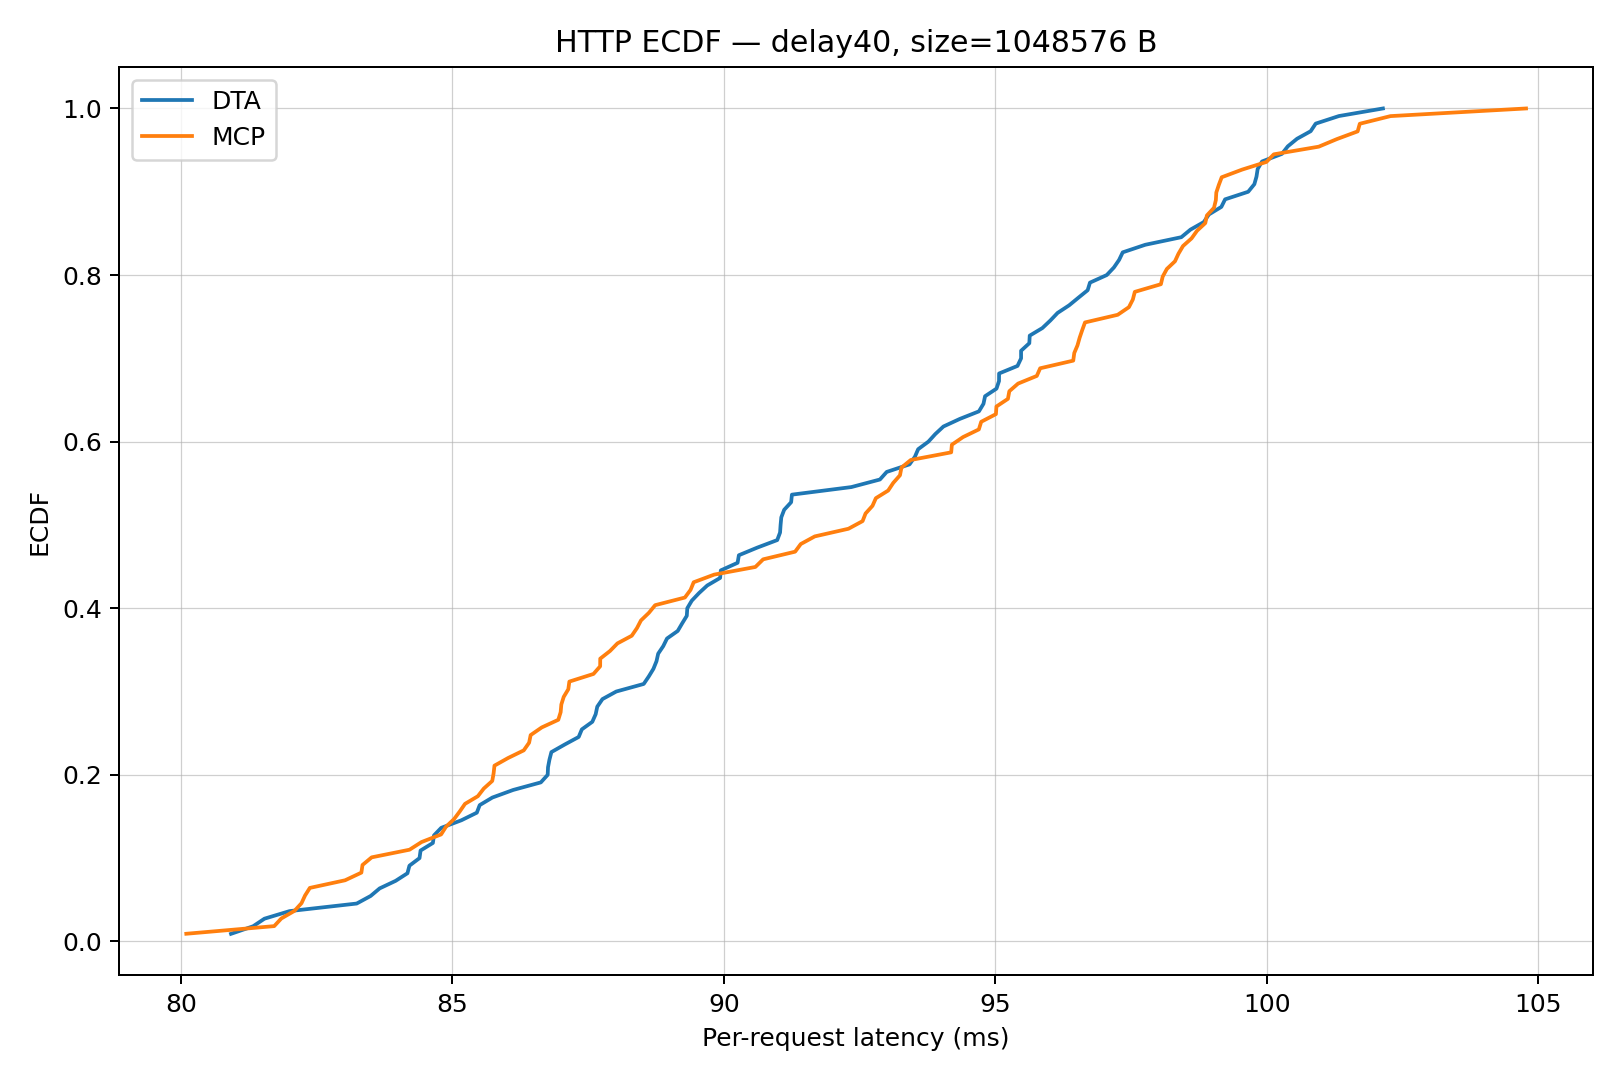 HTTP ECDF — delay40, size=1048576 B
DTA
MCP
1.0
0.8
0.6
0.4
0.2
0.0
ECDF
80 85 90 95 100 105
Per-request latency (ms)